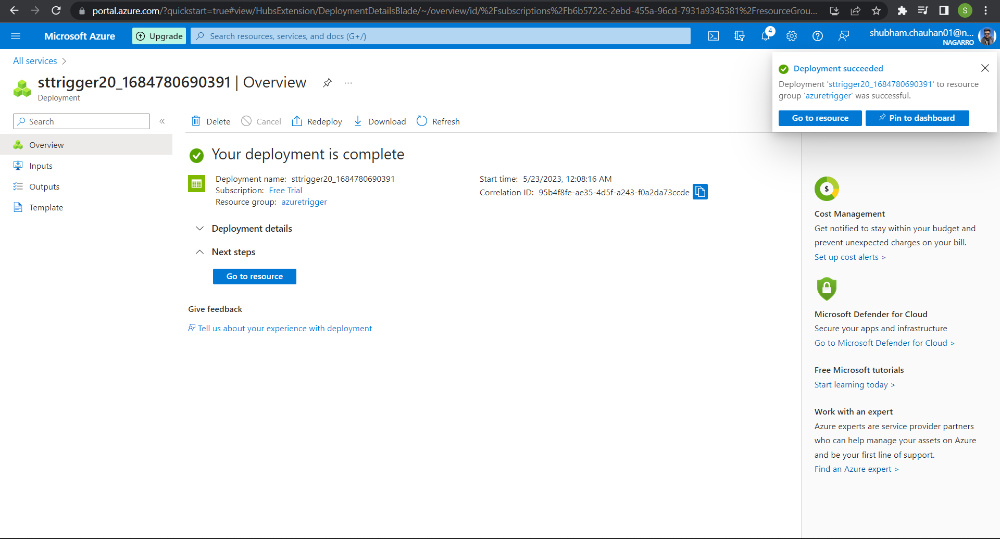 portal.azure.com/?quickstart=true#view/HubsExtension/DeploymentDetailsBlade/~/overview/id/%2Fsubscriptions%2Fb6b5722c-2ebd-455a-96cd-7931a9345381%2FresourceGrou...
S
Microsoft Azure
Upgrade
Search resources, services, and docs (G+/)
4
shubham.chauhan01@n...
NAGARRO
All services
sttrigger20_1684780690391 | Overview
...
Deployment
Deployment succeeded
Deployment 'sttrigger20_1684780690391' to resource
group 'azuretrigger' was successful.
Go to resource
Pin to dashboard
Search
«
Delete
Cancel
Redeploy
Download
Refresh
Overview
Inputs
Outputs
Template
Your deployment is complete
Deployment name: sttrigger20_1684780690391
Subscription: Free Trial
Resource group: azuretrigger
Start time: 5/23/2023, 12:08:16 AM
Correlation ID: 95b4f8fe-ae35-4d5f-a243-f0a2da73ccde
Deployment details
Next steps
Go to resource
Give feedback
Tell us about your experience with deployment
$
Cost Management
Get notified to stay within your budget and
prevent unexpected charges on your bill.
Set up cost alerts >
Microsoft Defender for Cloud
Secure your apps and infrastructure
Go to Microsoft Defender for Cloud >
Free Microsoft tutorials
Start learning today >
Work with an expert
Azure experts are service provider partners
who can help manage your assets on Azure
and be your first line of support.
Find an Azure expert >